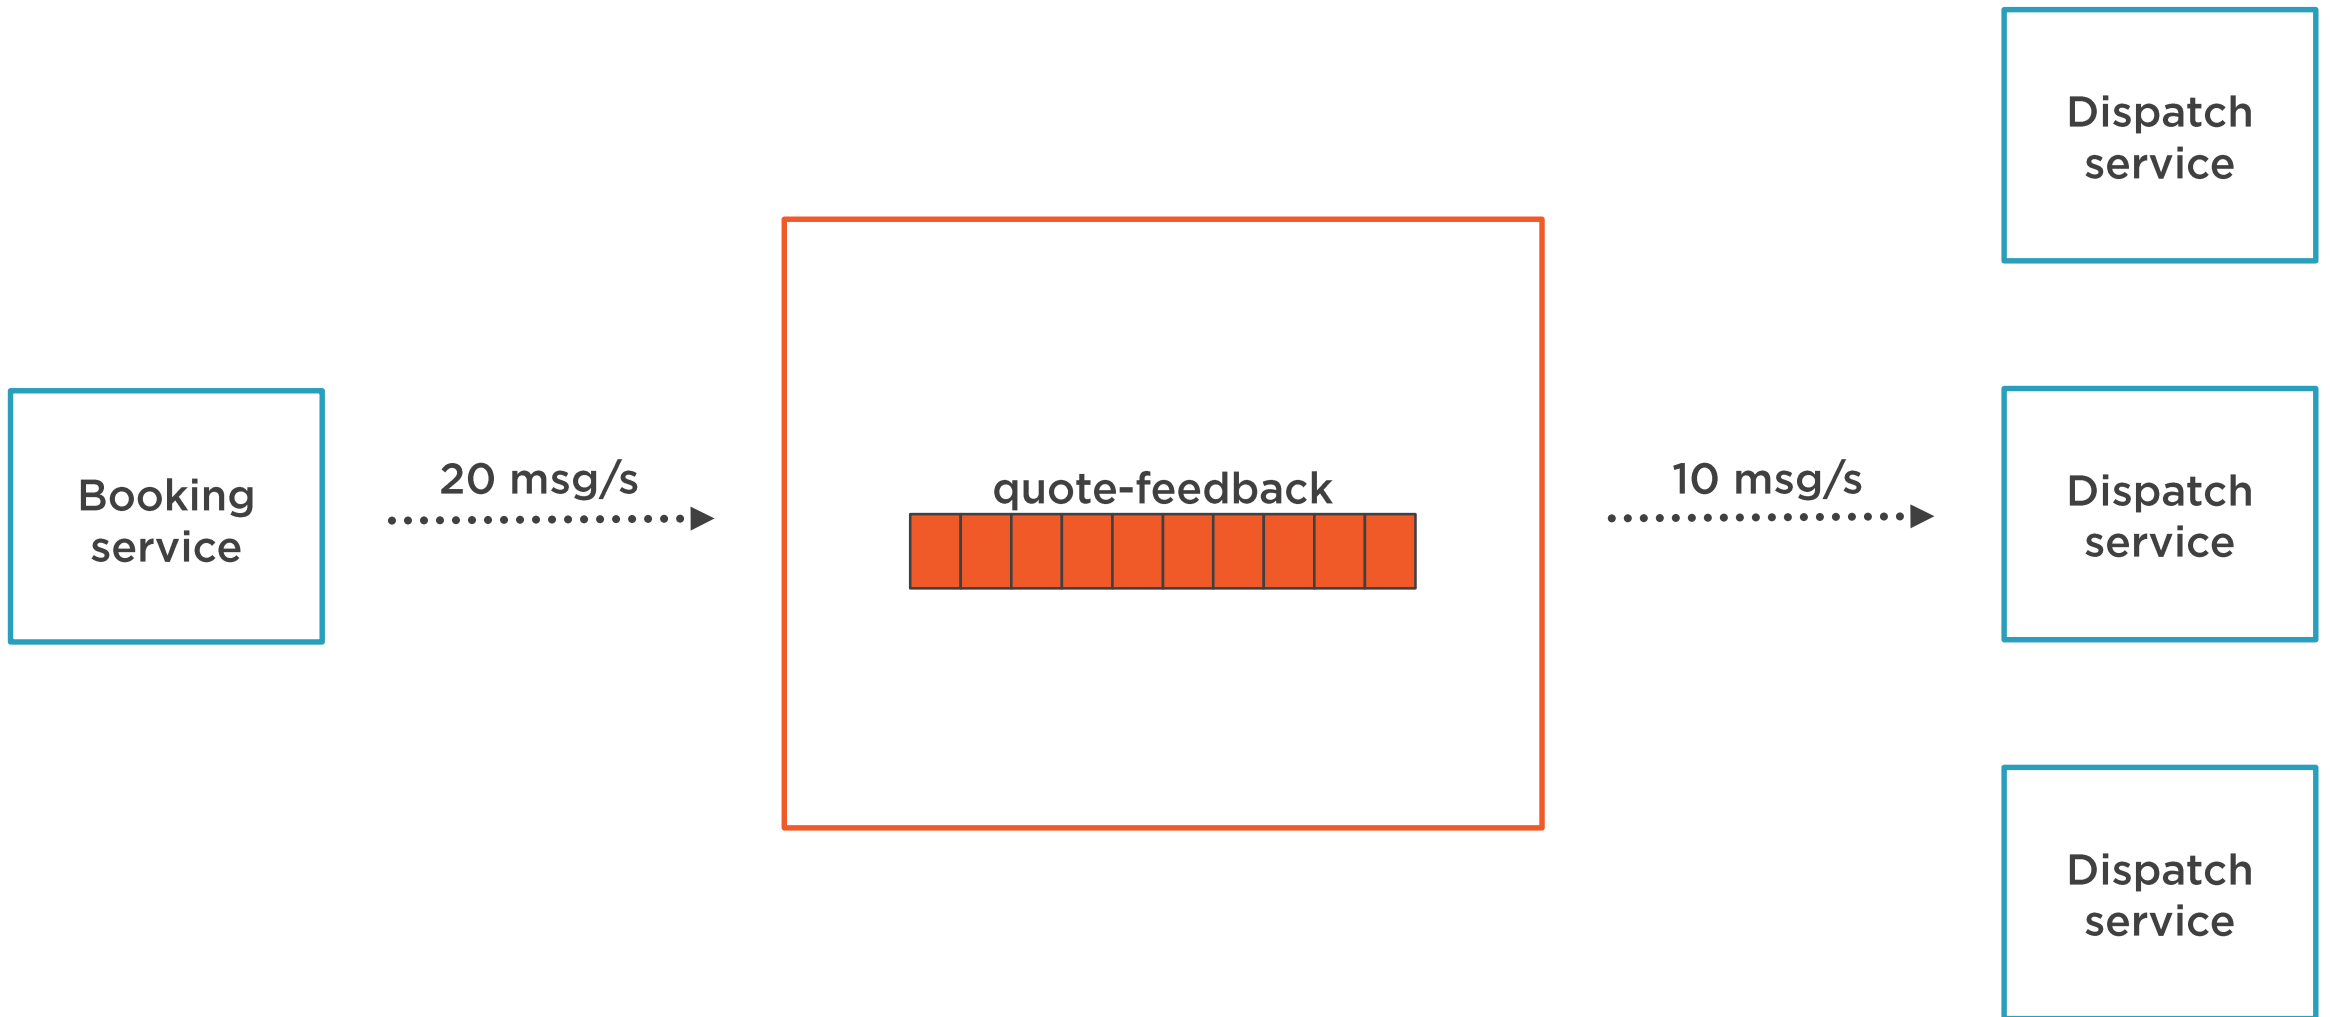 Booking
service
20 msg/s
quote-feedback
10 msg/s
Dispatch
service
Dispatch
service
Dispatch
service